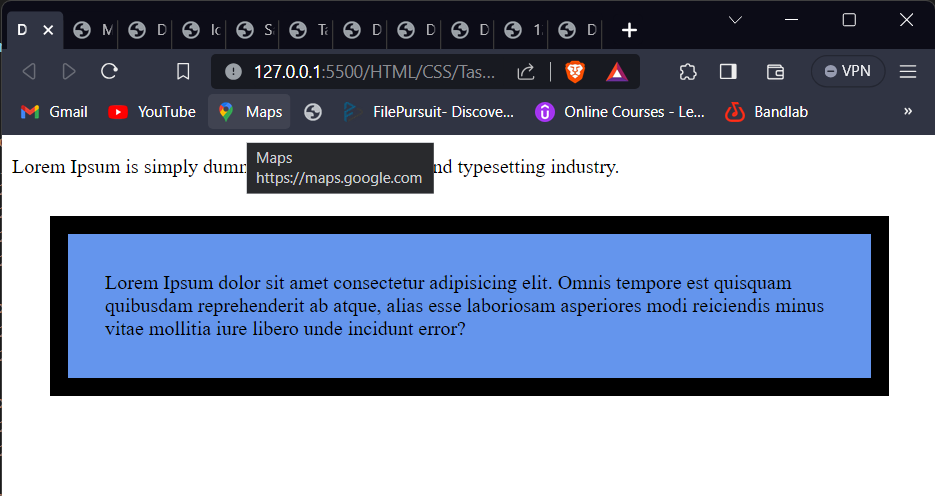 D M D Ic S Ta D D D 1. D
127.0.0.1:5500/HTML/CSS/Tas... VPN
Gmail YouTube Maps FilePursuit- Discove... Online Courses - Le... Bandlab »
Lorem Ipsum is simply dumm nd typesetting industry.
Maps
https://maps.google.com
Lorem Ipsum dolor sit amet consectetur adipisicing elit. Omnis tempore est quisquam
quibusdam reprehenderit ab atque, alias esse laboriosam asperiores modi reiciendis minus
vitae mollitia iure libero unde incidunt error?